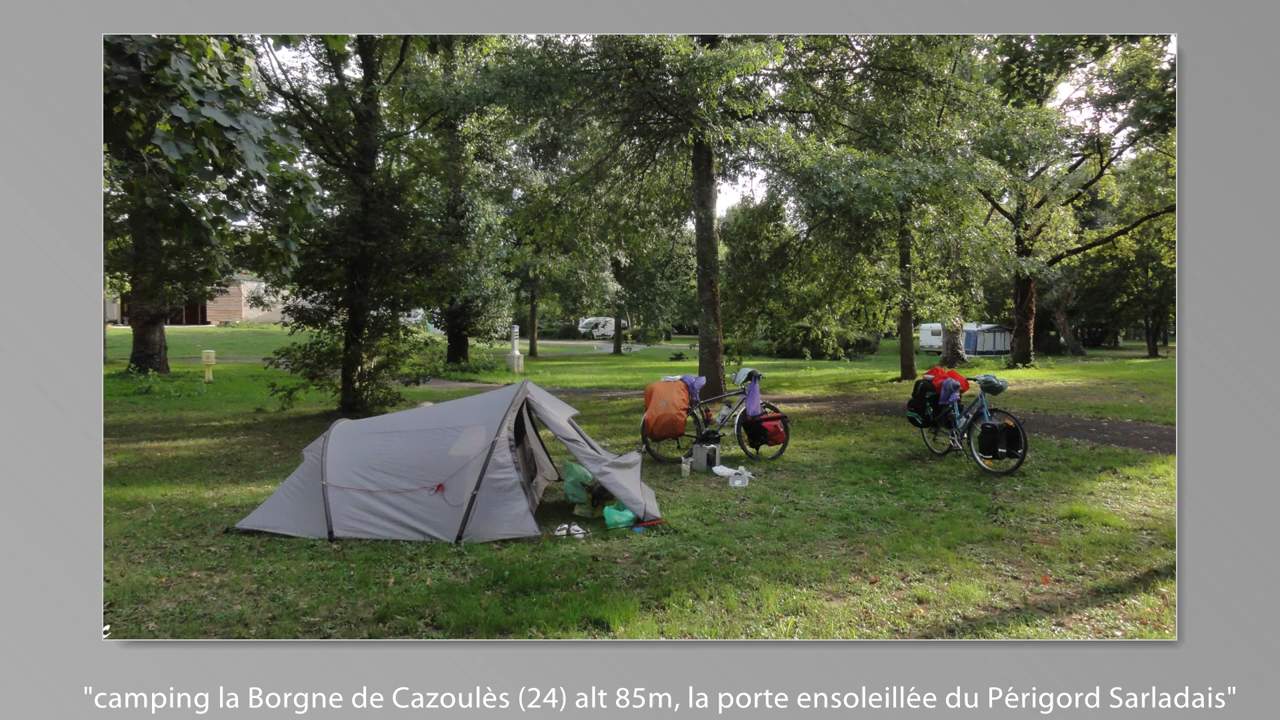 "camping la Borgne de Cazoulès (24) alt 85m, la porte ensoleillée du Périgord Sarladais"